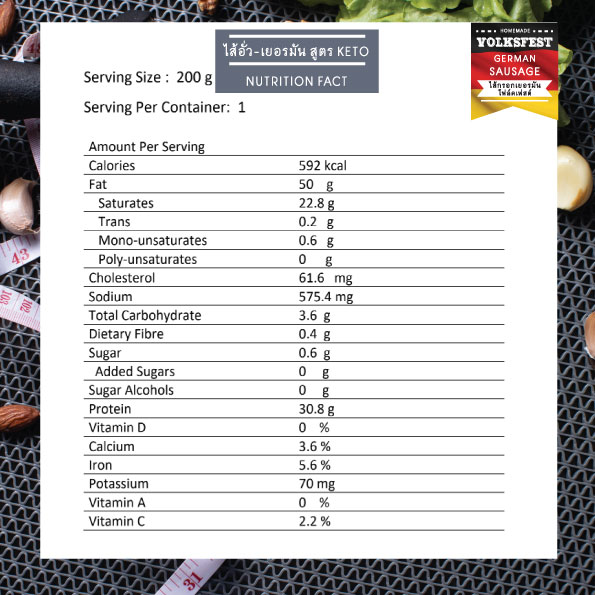 ไส้อั่ว-เยอรมัน สูตร KETO
NUTRITION FACT
HOMEMADE
YOLKSFEST
GERMAN
SAUSAGE
ไส้กรอกเยอรมัน
โฟล์คเฟสต์
Serving Size : 200 g
Serving Per Container: 1
Amount Per Serving
Calories 592 kcal
Fat 50 g
Saturates 22.8 g
Trans 0.2 g
Mono-unsaturates 0.6 g
Poly-unsaturates 0 g
Cholesterol 61.6 mg
Sodium 575.4 mg
Total Carbohydrate 3.6 g
Dietary Fibre 0.4 g
Sugar 0.6 g
Added Sugars 0 g
Sugar Alcohols 0 g
Protein 30.8 g
Vitamin D 0 %
Calcium 3.6 %
Iron 5.6 %
Potassium 70 mg
Vitamin A 0 %
Vitamin C 2.2 %
43
103
31